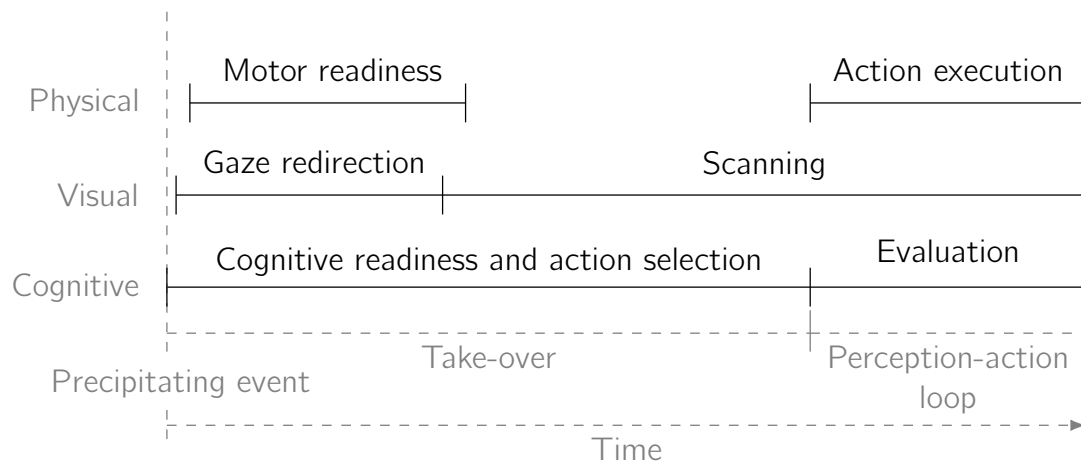 Motor readiness
Action execution
Physical
Gaze redirection
Scanning
Visual
Cognitive readiness and action selection
Evaluation
Cognitive
Take-over
Perception-action
loop
Precipitating event
Time